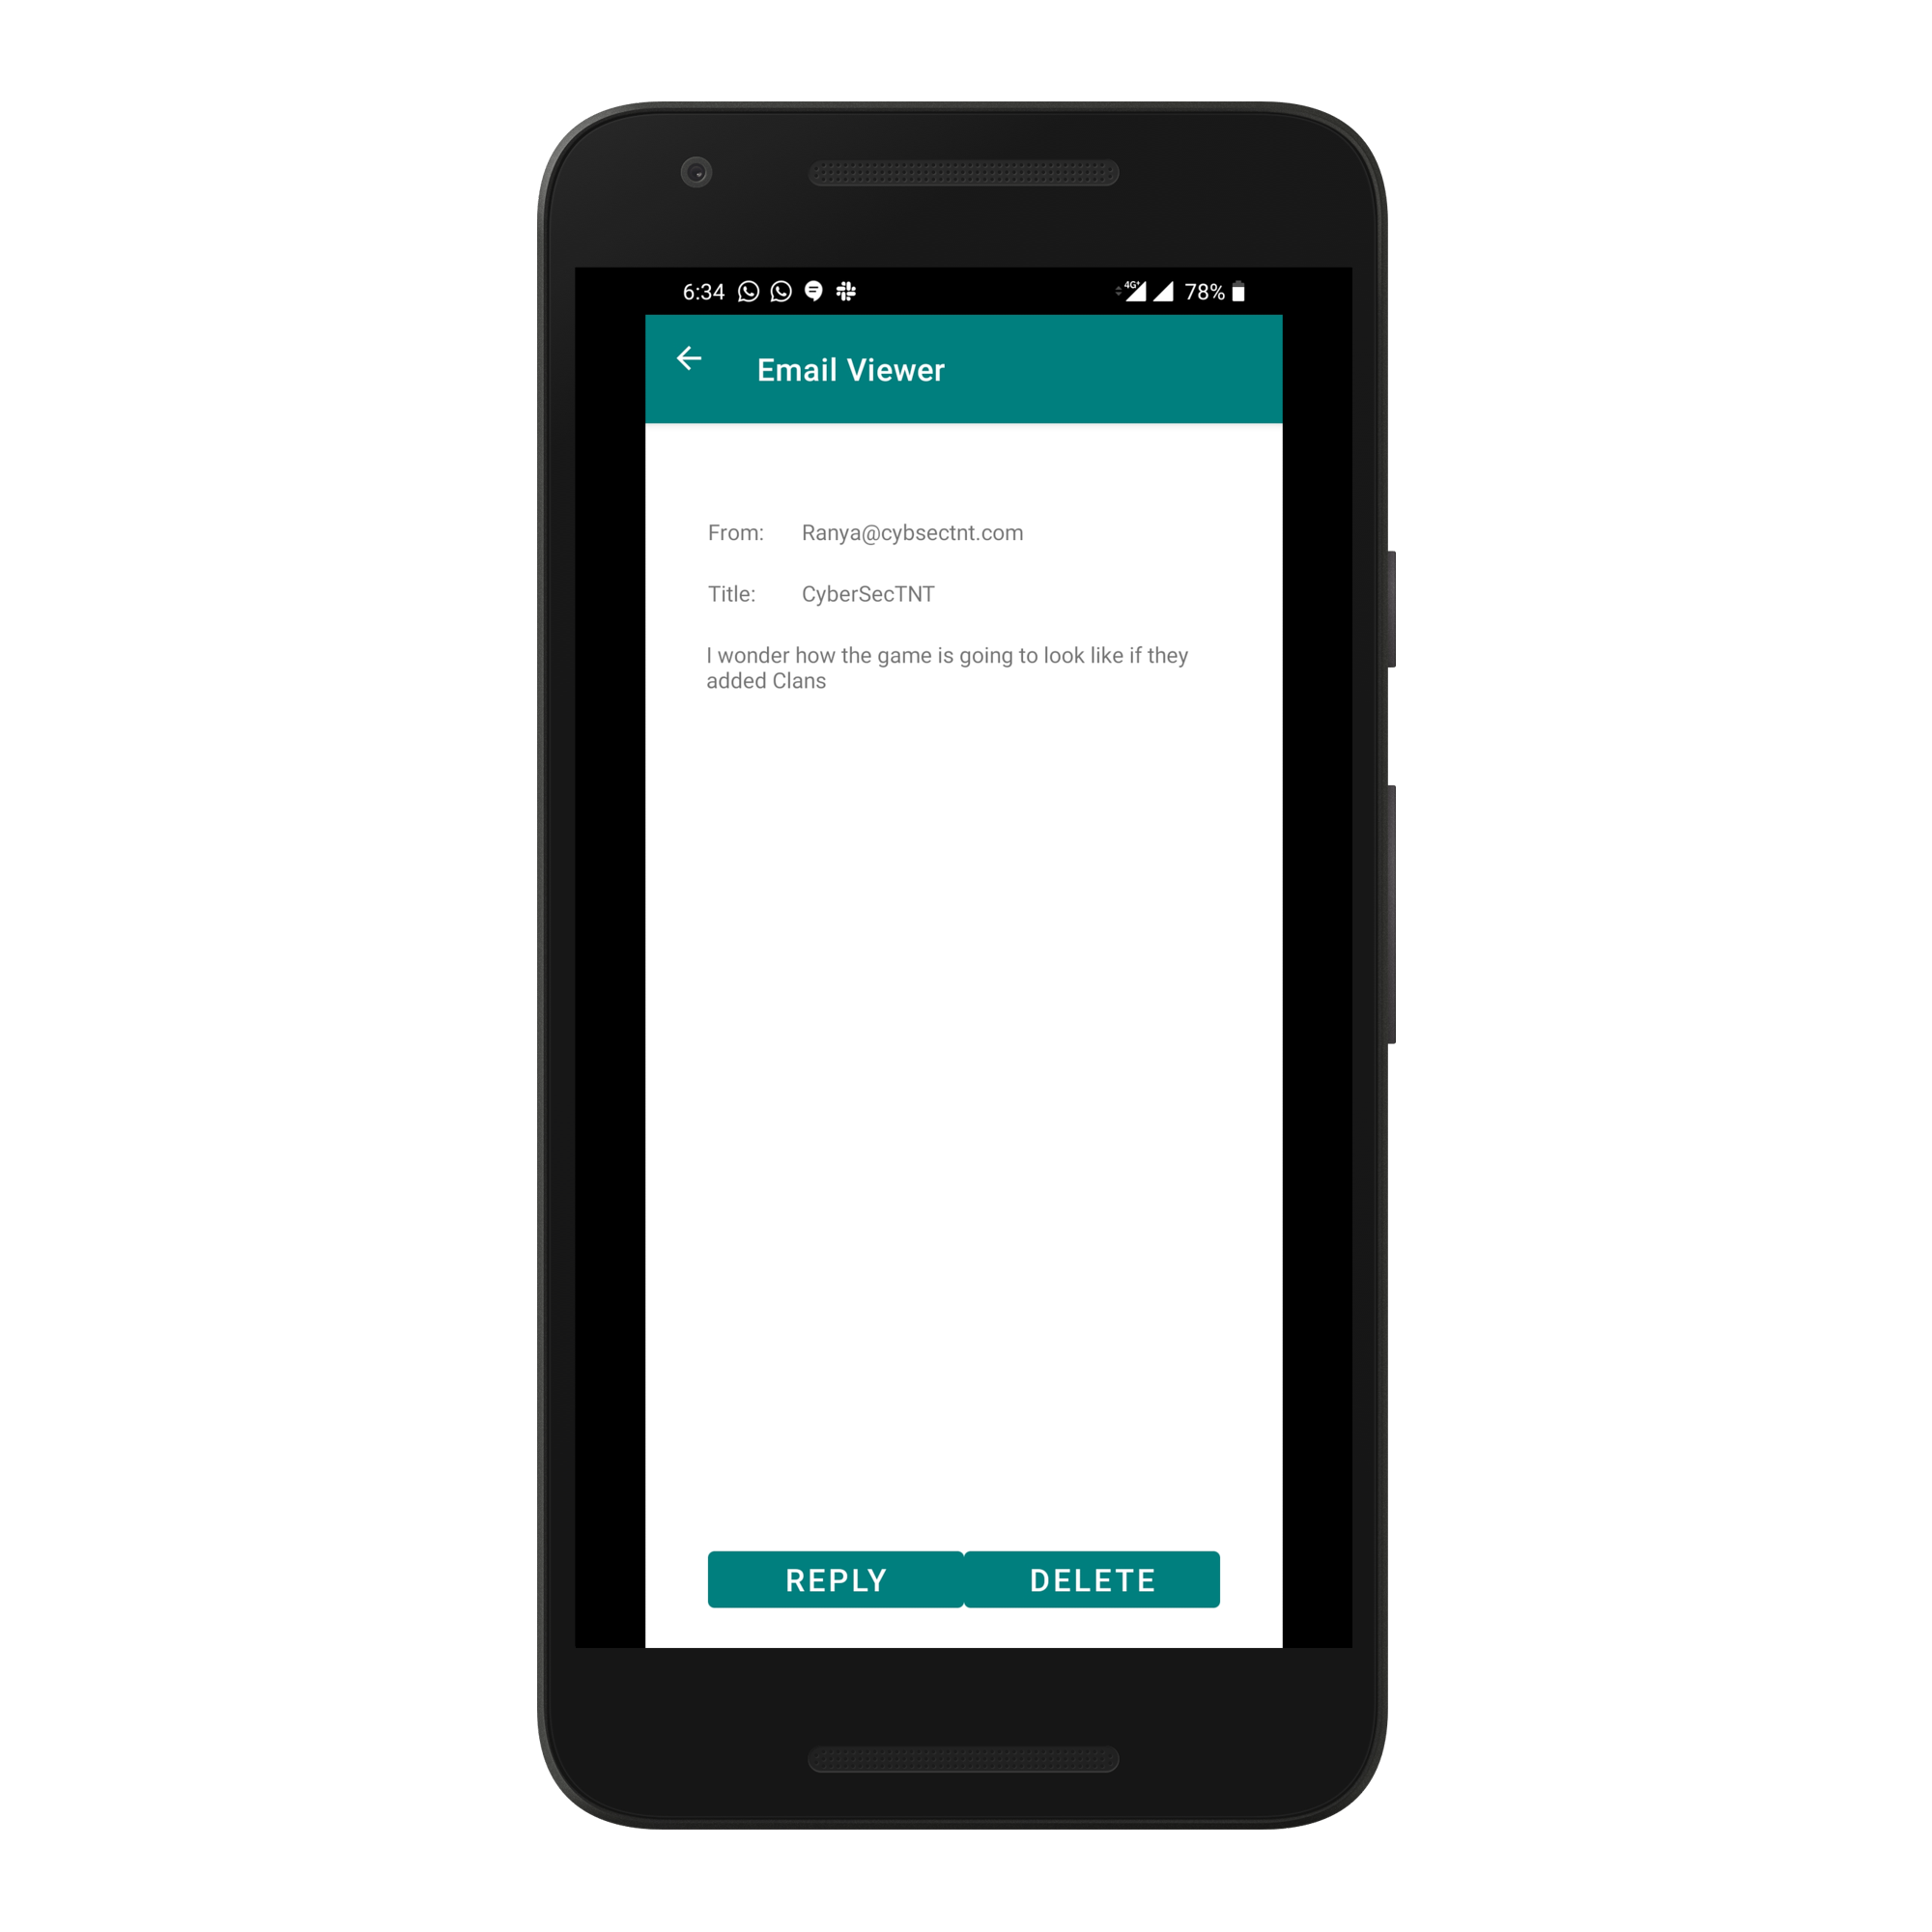 6:34 4G+ 78%
Email Viewer
From: Ranya@cybsectnt.com
Title: CyberSecTNT
I wonder how the game is going to look like if they
added Clans
REPLY DELETE